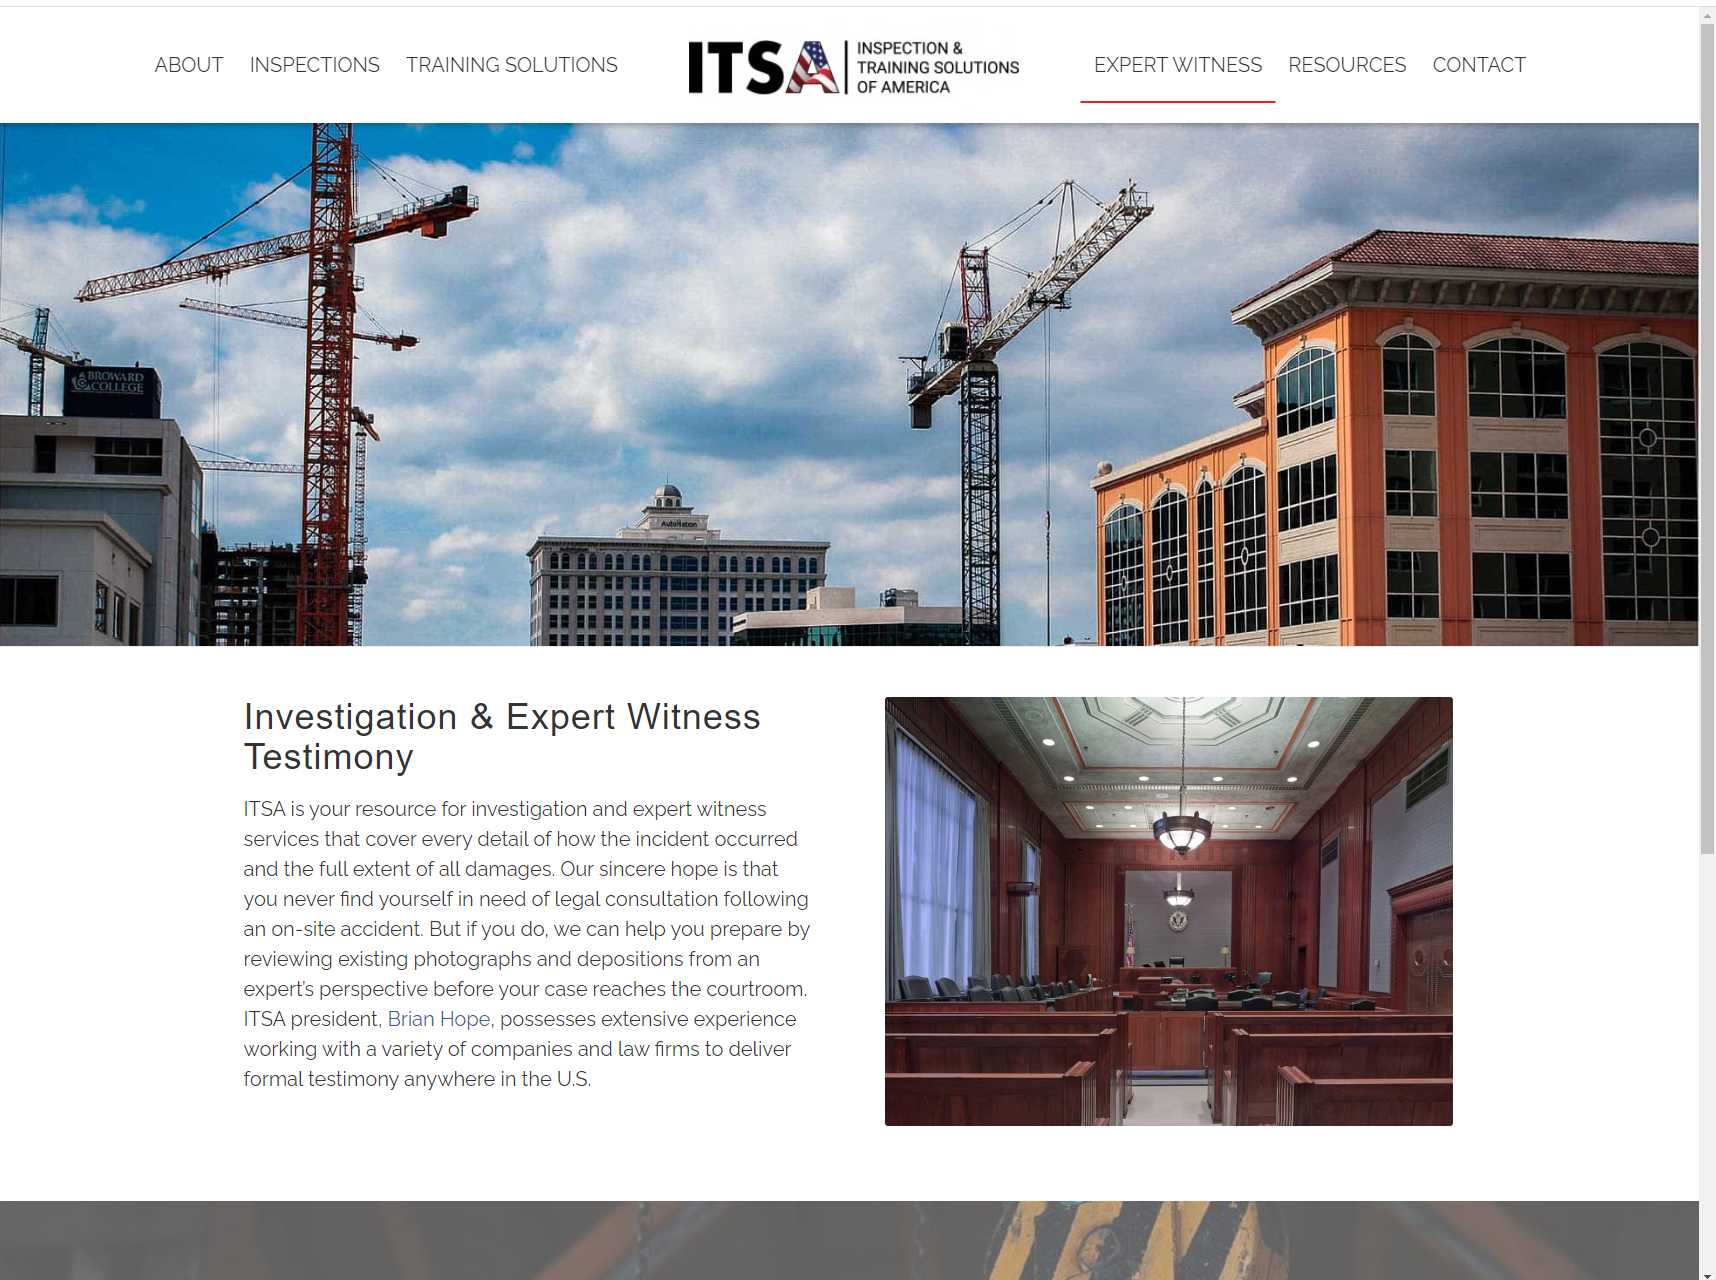 ABOUT INSPECTIONS TRAINING SOLUTIONS
ITSA
INSPECTION &
TRAINING SOLUTIONS
OF AMERICA
EXPERT WITNESS RESOURCES CONTACT
BROWARD
COLLEGE
AutoNation
Investigation & Expert Witness
Testimony
ITSA is your resource for investigation and expert witness
services that cover every detail of how the incident occurred
and the full extent of all damages. Our sincere hope is that
you never find yourself in need of legal consultation following
an on-site accident. But if you do, we can help you prepare by
reviewing existing photographs and depositions from an
expert’s perspective before your case reaches the courtroom.
ITSA president, Brian Hope, possesses extensive experience
working with a variety of companies and law firms to deliver
formal testimony anywhere in the U.S.